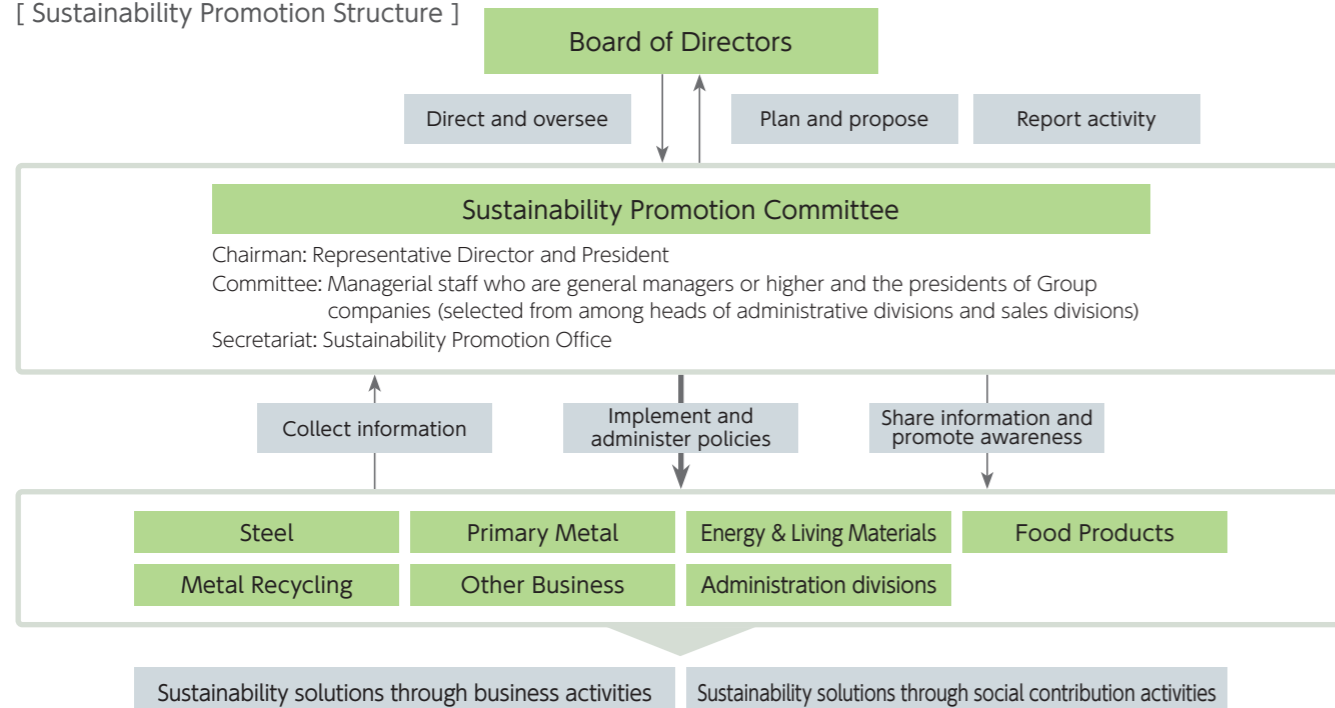 [ Sustainability Promotion Structure ]
Board of Directors
Direct and oversee
Plan and propose
Report activity
Sustainability Promotion Committee
Chairman: Representative Director and President
Committee: Managerial staff who are general managers or higher and the presidents of Group
companies (selected from among heads of administrative divisions and sales divisions)
Secretariat: Sustainability Promotion Office
Collect information
Implement and
administer policies
Share information and
promote awareness
Steel
Primary Metal
Energy & Living Materials
Food Products
Metal Recycling
Other Business
Administration divisions
Sustainability solutions through business activities
Sustainability solutions through social contribution activities